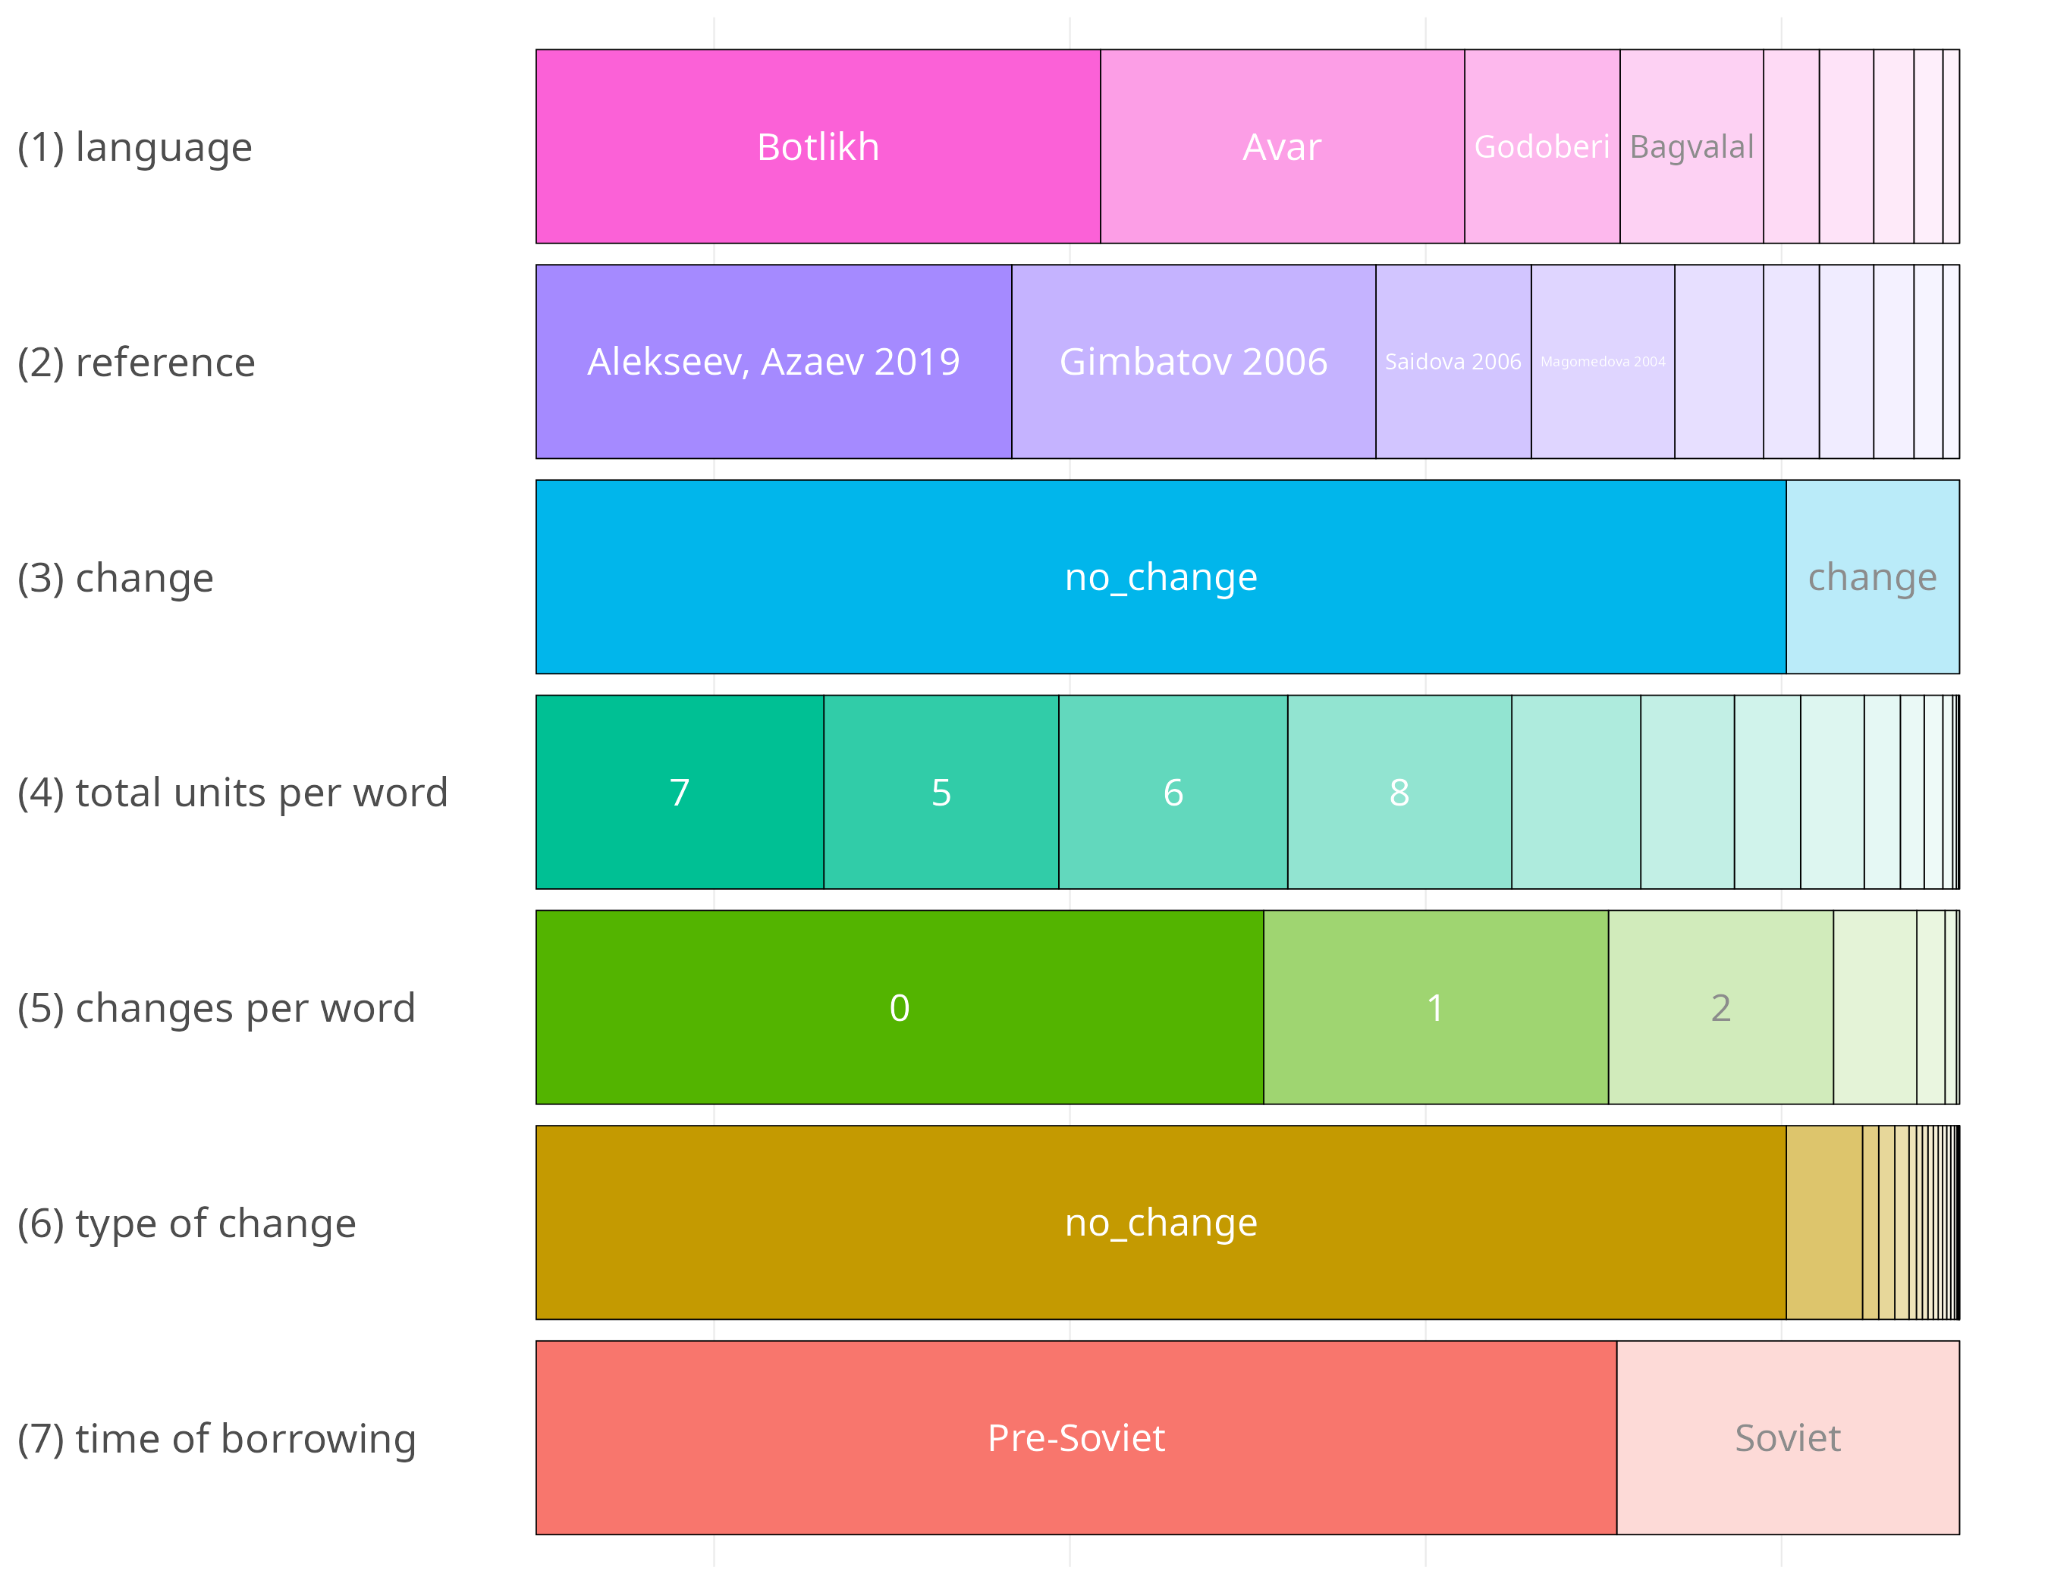 (1) language
Botlikh Avar Godoberi Bagvalal
(2) reference
Alekseev, Azaev 2019 Gimbatov 2006 Saidova 2006 Magomedova 2004
(3) change
no_change change
(4) total units per word
7 5 6 8
(5) changes per word
0 1 2
(6) type of change
no_change
(7) time of borrowing
Pre-Soviet Soviet